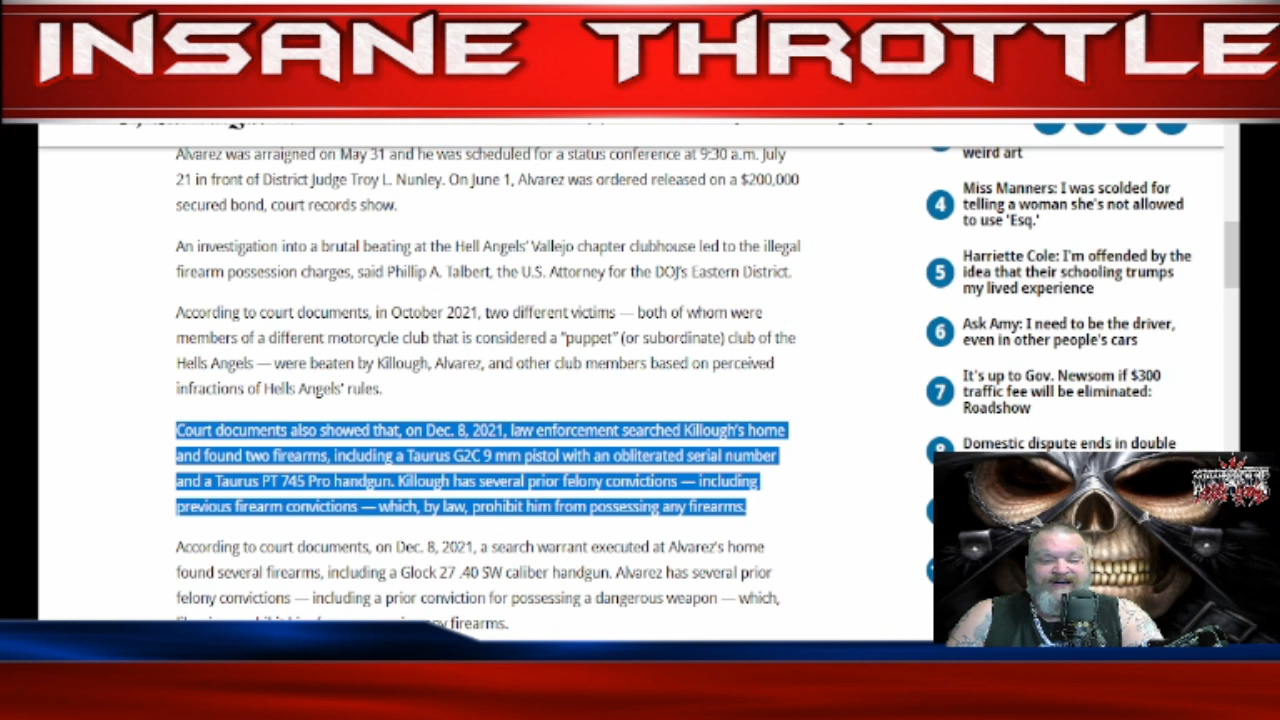 INSANE THROTTLE
Alvarez was arraigned on May 31 and he was scheduled for a status conference at 9:30 a.m. July
21 in front of District Judge Troy L. Nunley. On June 1, Alvarez was ordered released on a $200,000
secured bond, court records show.
An investigation into a brutal beating at the Hell Angels' Vallejo chapter clubhouse led to the illegal
firearm possession charges, said Phillip A. Talbert, the U.S. Attorney for the DOJ's Eastern District.
According to court documents, in October 2021, two different victims — both of whom were
members of a different motorcycle club that is considered a "puppet" (or subordinate) club of the
Hells Angels — were beaten by Killough, Alvarez, and other club members based on perceived
infractions of Hells Angels' rules.
Court documents also showed that, on Dec. 8, 2021, law enforcement searched Killough's home
and found two firearms, including a Taurus G2C 9 mm pistol with an obliterated serial number
and a Taurus PT 745 Pro handgun. Killough has several prior felony convictions — including
previous firearm convictions — which, by law, prohibit him from possessing any firearms.
According to court documents, on Dec. 8, 2021, a search warrant executed at Alvarez's home
found several firearms, including a Glock 27 .40 SW caliber handgun. Alvarez has several prior
felony convictions — including a prior conviction for possessing a dangerous weapon — which,
firearms.
weird art
4 Miss Manners: I was scolded for
telling a woman she's not allowed
to use 'Esq.'
5 Harriette Cole: I'm offended by the
idea that their schooling trumps
my lived experience
6 Ask Amy: I need to be the driver,
even in other people's cars
7 It's up to Gov. Newsom if $300
traffic fee will be eliminated:
Roadshow
8 Domestic dispute ends in double